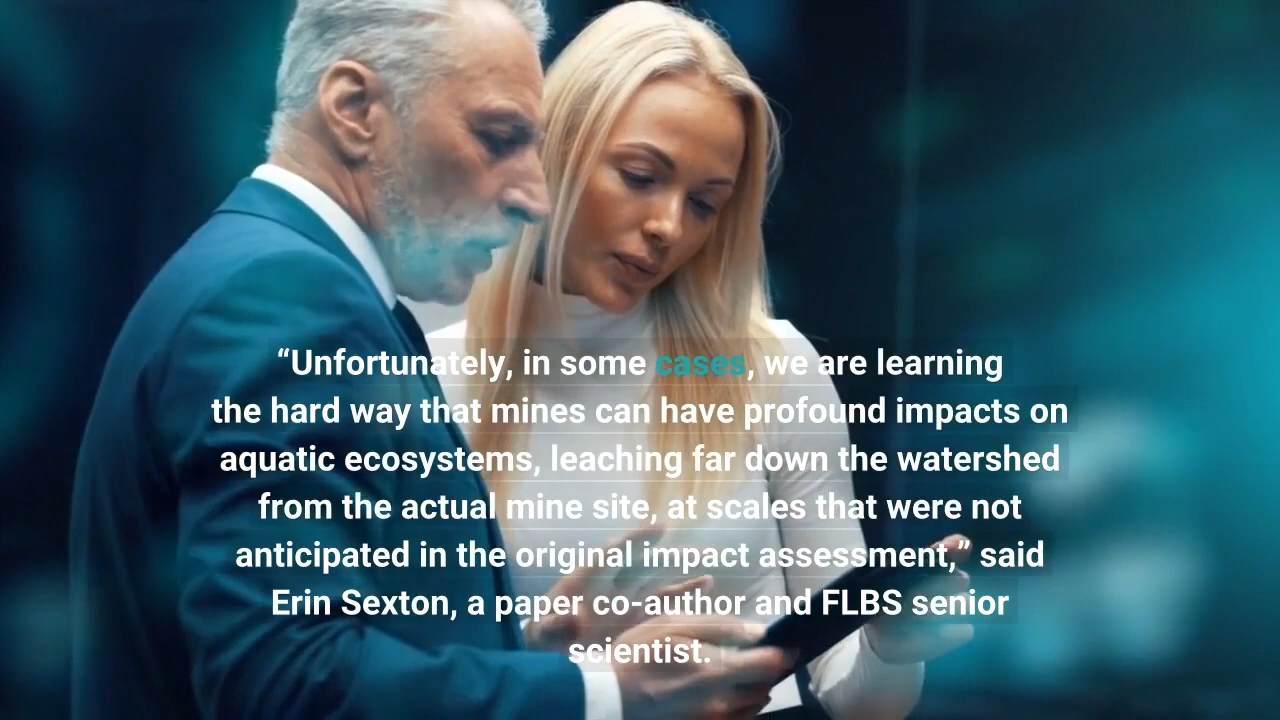 “Unfortunately, in some cases, we are learning
the hard way that mines can have profound impacts on
aquatic ecosystems, leaching far down the watershed
from the actual mine site, at scales that were not
anticipated in the original impact assessment,” said
Erin Sexton, a paper co-author and FLBS senior
scientist.